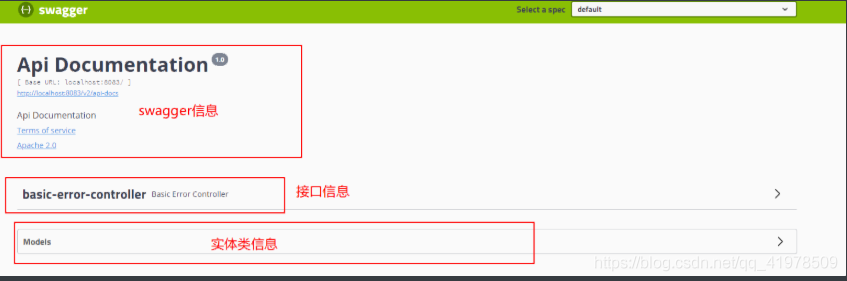 swagger
Select a spec default
Api Documentation 1.0
[ Base URL: localhost:8083/ ]
http://localhost:8083/v2/api-docs
swagger信息
Api Documentation
Terms of service
Apache 2.0
basic-error-controller Basic Error Controller
接口信息
Models
实体类信息
https://blog.csdn.net/qq_41978509